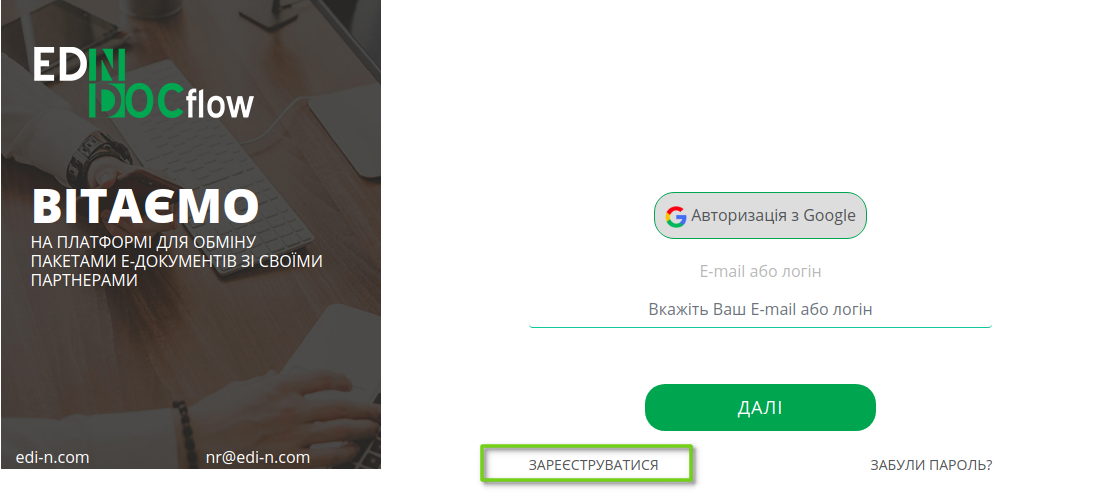 EDIN
DOCflow
ВІТАЄМО
НА ПЛАТФОРМІ ДЛЯ ОБМІНУ
ПАКЕТАМИ Е-ДОКУМЕНТІВ ЗІ СВОЇМИ
ПАРТНЕРАМИ
edi-n.com nr@edi-n.com
Авторизація з Google
E-mail або логін
Вкажіть Ваш E-mail або логін
ДАЛІ
ЗАРЕЄСТРУВАТИСЯ ЗАБУЛИ ПАРОЛЬ?